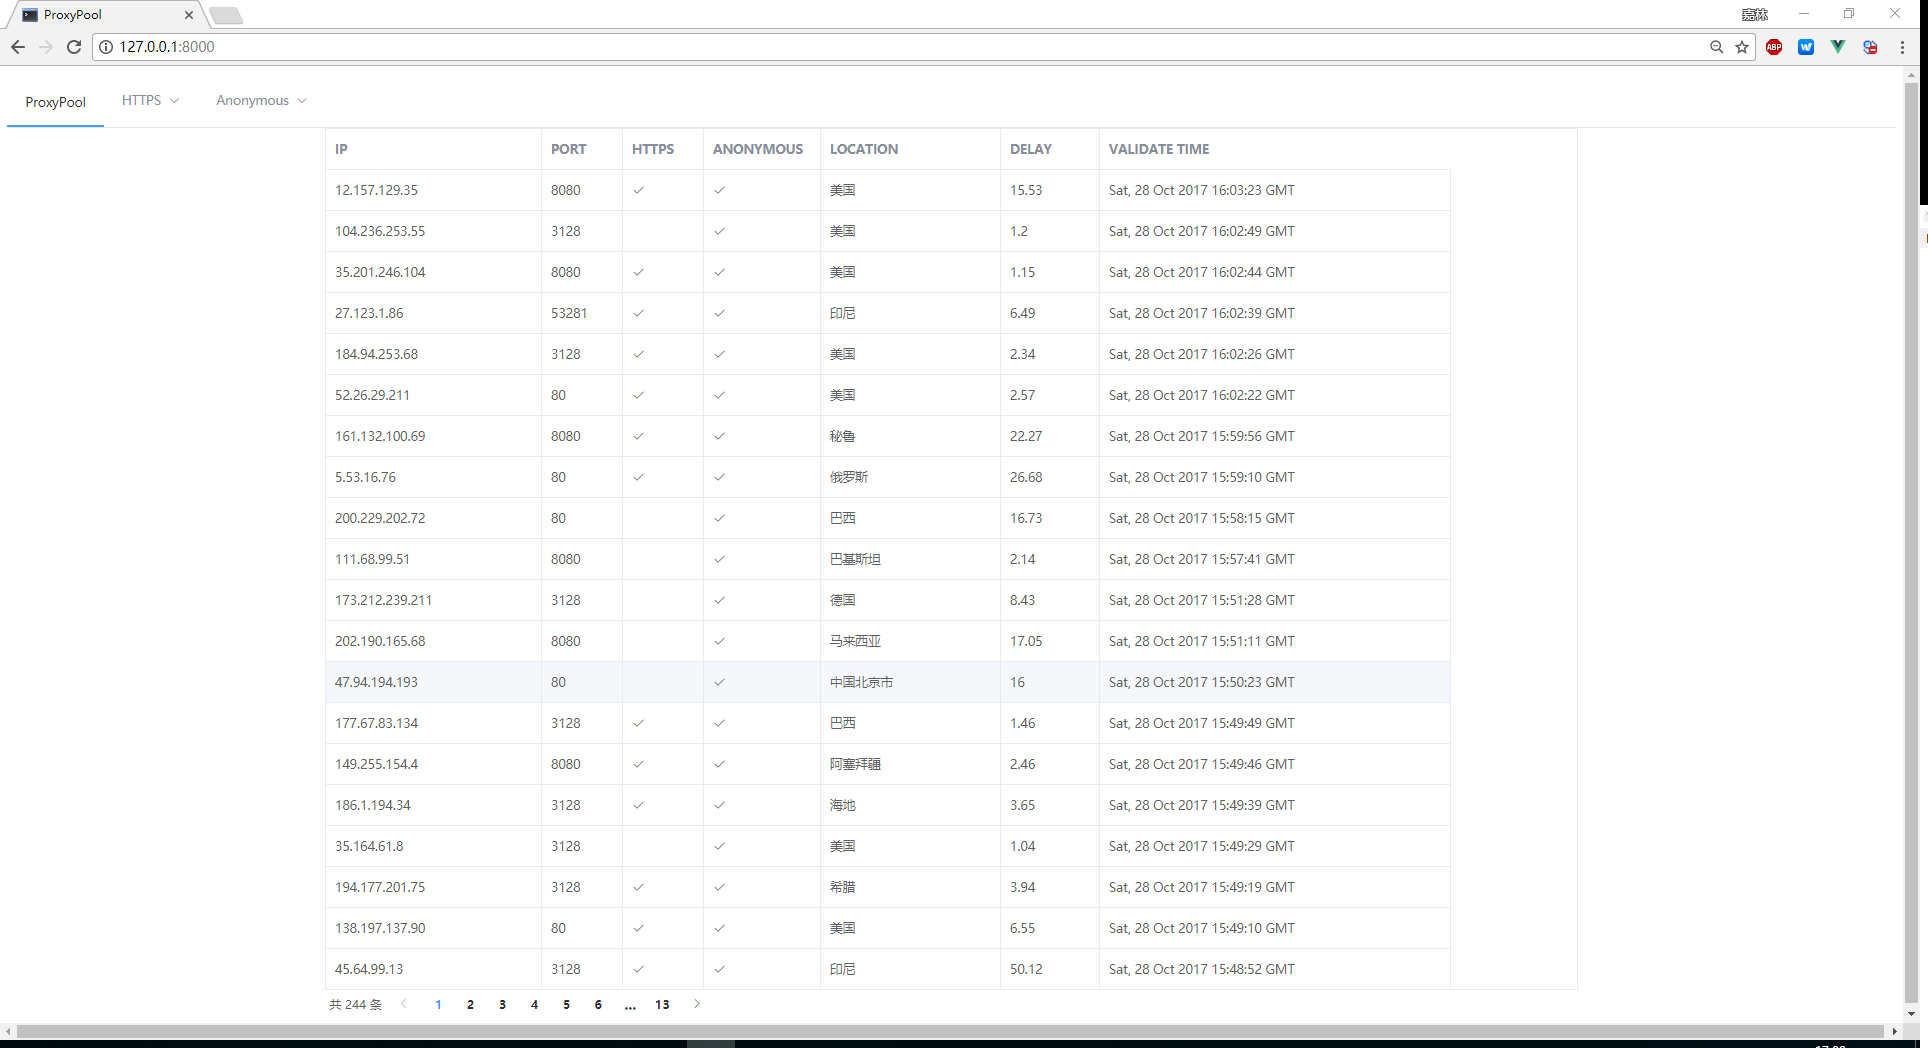 ProxyPool
嘉林
127.0.0.1:8000
ABP
W
ProxyPool HTTPS Anonymous
IP PORT HTTPS ANONYMOUS LOCATION DELAY VALIDATE TIME
12.157.129.35 8080 ✓ ✓ 美国 15.53 Sat, 28 Oct 2017 16:03:23 GMT
104.236.253.55 3128 ✓ 美国 1.2 Sat, 28 Oct 2017 16:02:49 GMT
35.201.246.104 8080 ✓ ✓ 美国 1.15 Sat, 28 Oct 2017 16:02:44 GMT
27.123.1.86 53281 ✓ ✓ 印尼 6.49 Sat, 28 Oct 2017 16:02:39 GMT
184.94.253.68 3128 ✓ ✓ 美国 2.34 Sat, 28 Oct 2017 16:02:26 GMT
52.26.29.211 80 ✓ ✓ 美国 2.57 Sat, 28 Oct 2017 16:02:22 GMT
161.132.100.69 8080 ✓ ✓ 秘鲁 22.27 Sat, 28 Oct 2017 15:59:56 GMT
5.53.16.76 80 ✓ ✓ 俄罗斯 26.68 Sat, 28 Oct 2017 15:59:10 GMT
200.229.202.72 80 ✓ 巴西 16.73 Sat, 28 Oct 2017 15:58:15 GMT
111.68.99.51 8080 ✓ 巴基斯坦 2.14 Sat, 28 Oct 2017 15:57:41 GMT
173.212.239.211 3128 ✓ 德国 8.43 Sat, 28 Oct 2017 15:51:28 GMT
202.190.165.68 8080 ✓ 马来西亚 17.05 Sat, 28 Oct 2017 15:51:11 GMT
47.94.194.193 80 ✓ 中国北京市 16 Sat, 28 Oct 2017 15:50:23 GMT
177.67.83.134 3128 ✓ ✓ 巴西 1.46 Sat, 28 Oct 2017 15:49:49 GMT
149.255.154.4 8080 ✓ ✓ 阿塞拜疆 2.46 Sat, 28 Oct 2017 15:49:46 GMT
186.1.194.34 3128 ✓ ✓ 海地 3.65 Sat, 28 Oct 2017 15:49:39 GMT
35.164.61.8 3128 ✓ 美国 1.04 Sat, 28 Oct 2017 15:49:29 GMT
194.177.201.75 3128 ✓ ✓ 希腊 3.94 Sat, 28 Oct 2017 15:49:19 GMT
138.197.137.90 80 ✓ ✓ 美国 6.55 Sat, 28 Oct 2017 15:49:10 GMT
45.64.99.13 3128 ✓ ✓ 印尼 50.12 Sat, 28 Oct 2017 15:48:52 GMT
共 244 条 1 2 3 4 5 6 ... 13